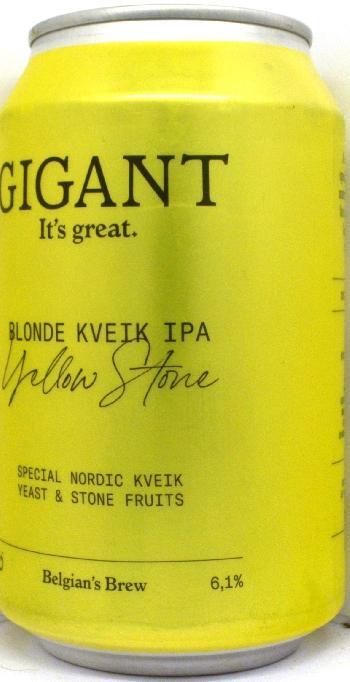 GIGANT
It's great.
BLONDE KVEIK IPA
Yellow Stone
SPECIAL NORDIC KVEIK
YEAST & STONE FRUITS
Belgian's Brew 6,1%